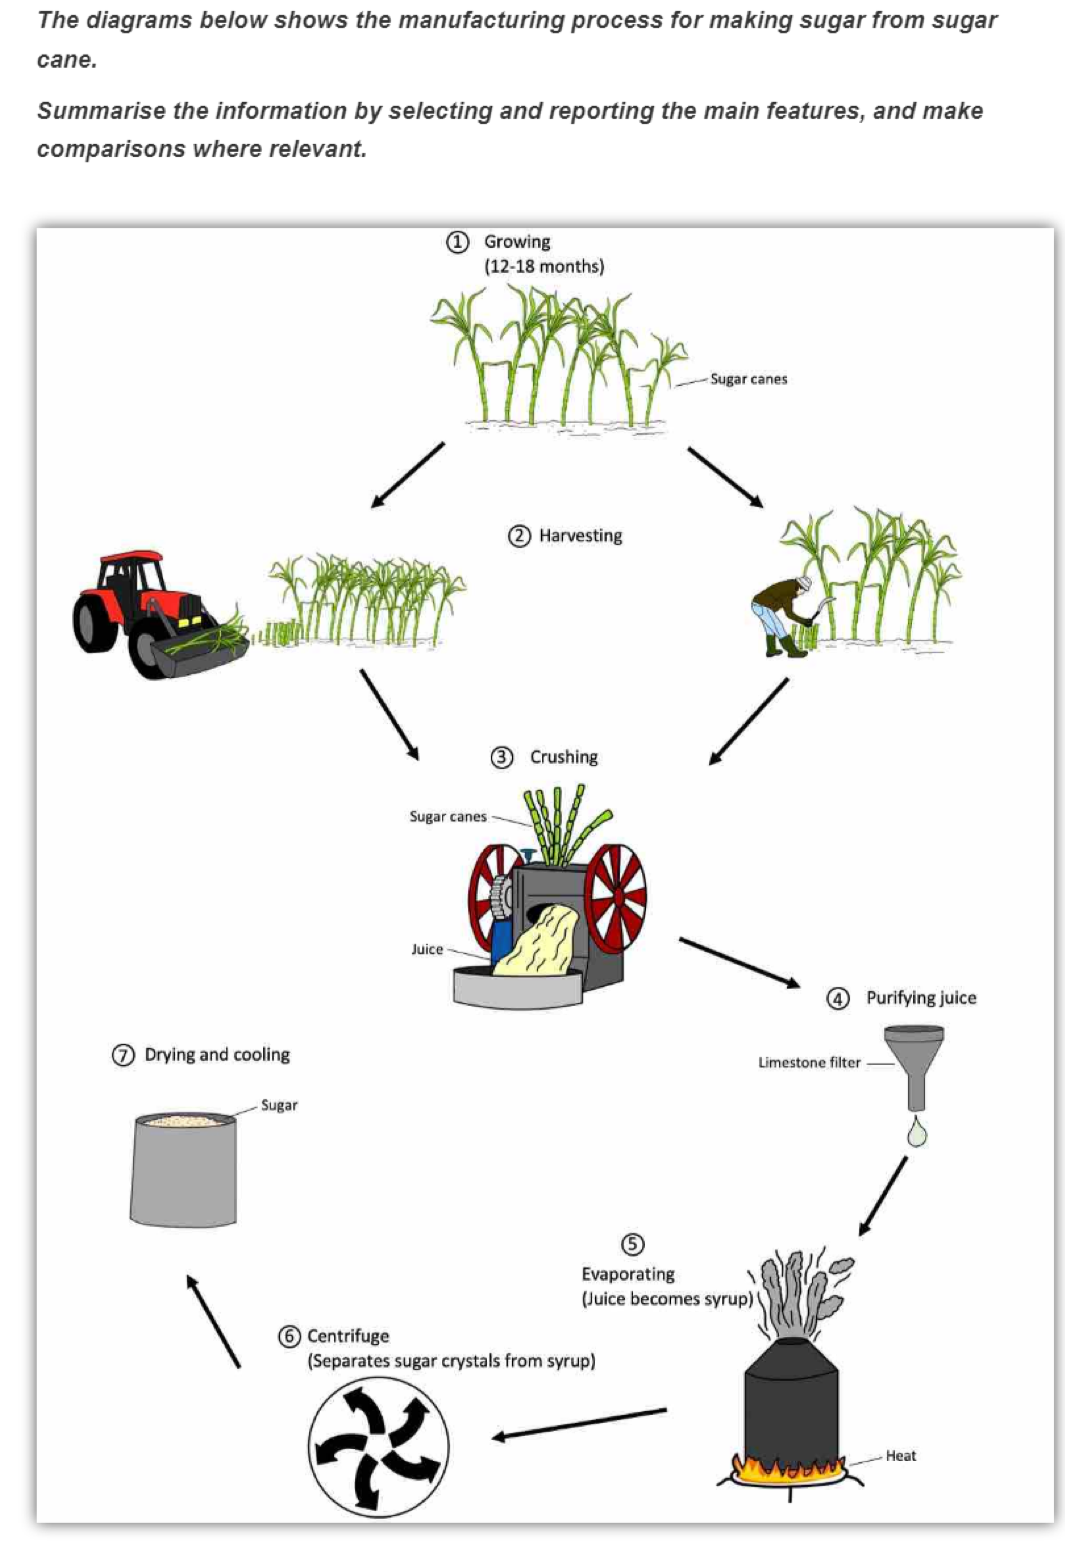 The diagrams below shows the manufacturing process for making sugar from sugar
cane.
Summarise the information by selecting and reporting the main features, and make
comparisons where relevant.
① Growing
(12-18 months)
Sugar canes
② Harvesting
③ Crushing
Sugar canes
Juice
④ Purifying juice
Limestone filter
⑦ Drying and cooling
Sugar
⑤
Evaporating
(Juice becomes syrup)
⑥ Centrifuge
(Separates sugar crystals from syrup)
Heat